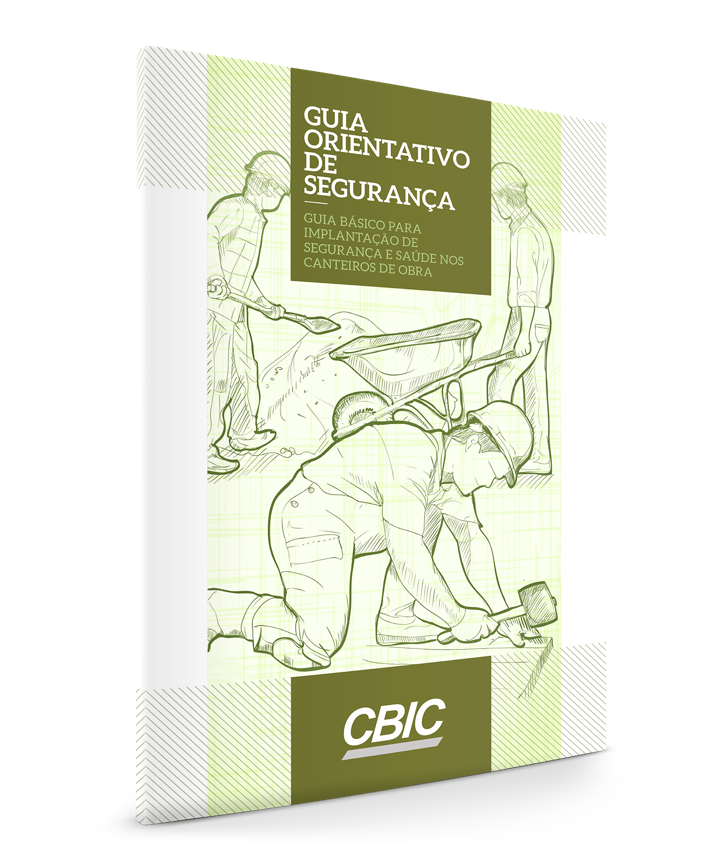 GUIA
ORIENTATIVO
DE
SEGURANÇA
GUIA BÁSICO PARA
IMPLANTAÇÃO DE
SEGURANÇA E SAÚDE NOS
CANTEIROS DE OBRA
CBIC